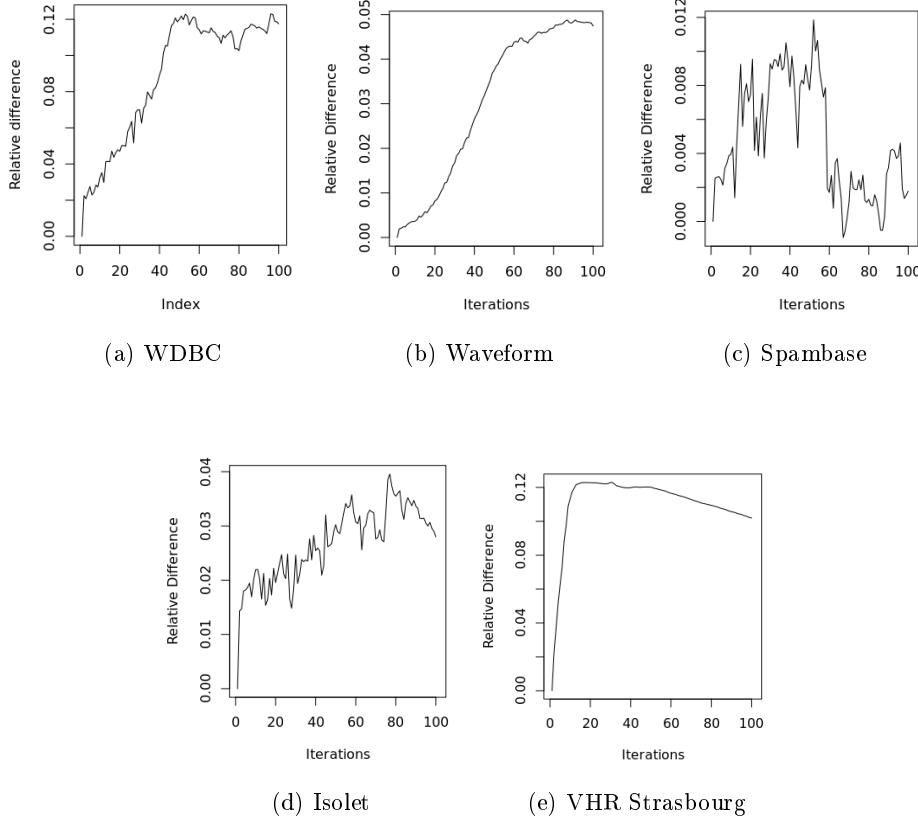 Relative difference
0.00 0.04 0.08 0.12
0 20 40 60 80 100
Index
(a) WDBC
Relative Difference
0.00 0.01 0.02 0.03 0.04 0.05
0 20 40 60 80 100
Iterations
(b) Waveform
Relative Difference
0.000 0.004 0.008 0.012
0 20 40 60 80 100
Iterations
(c) Spambase
Relative Difference
0.00 0.01 0.02 0.03 0.04
0 20 40 60 80 100
Iterations
(d) Isolet
Relative Difference
0.00 0.04 0.08 0.12
0 20 40 60 80 100
Iterations
(e) VHR Strasbourg